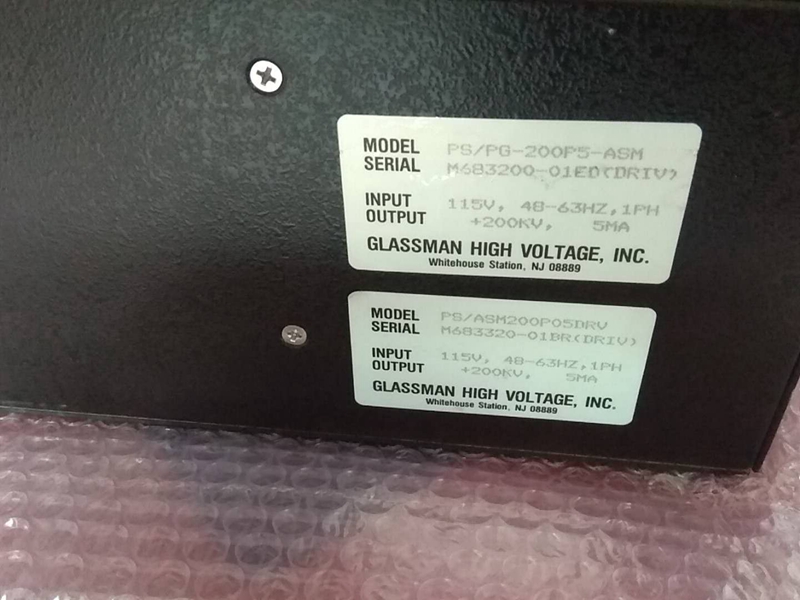 MODEL PS/PG-200P5-ASM
SERIAL M683200-01ED(DRIV)
INPUT 115V, 48-63HZ,1PH
OUTPUT +200KV, 5MA
GLASSMAN HIGH VOLTAGE, INC.
Whitehouse Station, NJ 08889
MODEL PS/ASM200P05DRV
SERIAL M683320-01BR(DRIV)
INPUT 115V, 48-63HZ,1PH
OUTPUT +200KV, 5MA
GLASSMAN HIGH VOLTAGE, INC.
Whitehouse Station, NJ 08889